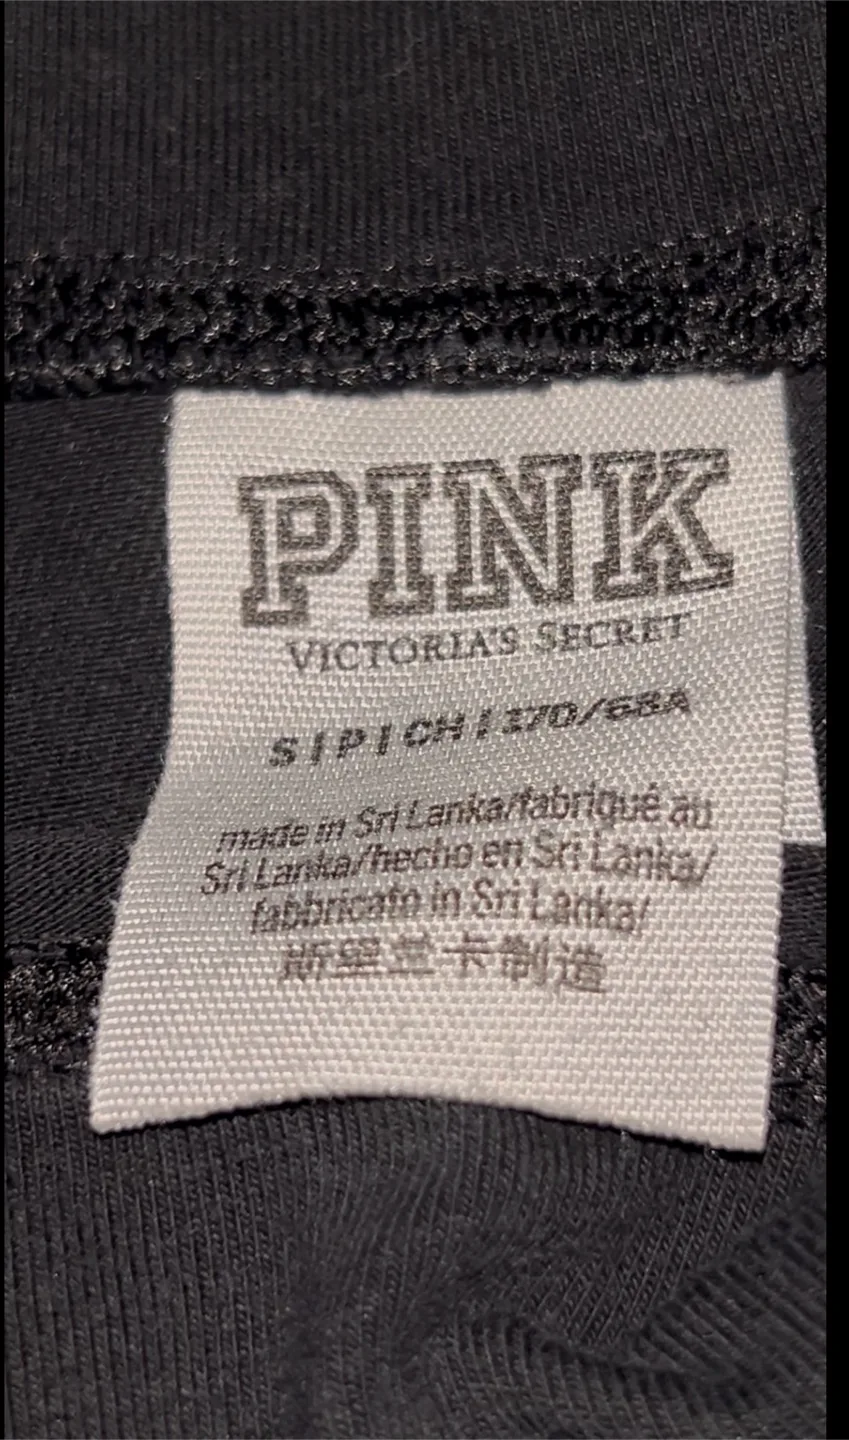 PINK
VICTORIA'S SECRET
S | P | CH | 170/68A
made in Sri Lanka/fabriqué au
Sri Lanka/hecho en Sri Lanka/
fabbricato in Sri Lanka/
斯里兰卡制造